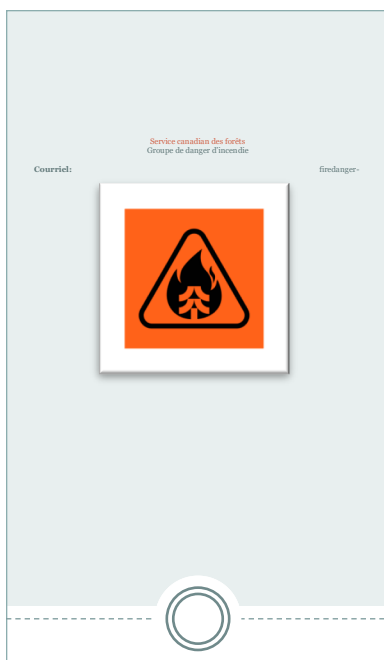 Service canadian des forêts
Groupe de danger d'incendie
Courriel: firedanger-